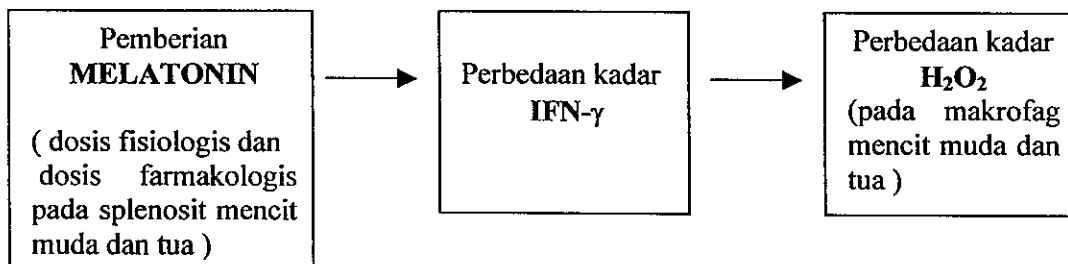 Pemberian
MELATONIN
( dosis fisiologis dan
dosis farmakologis
pada splenosit mencit
muda dan tua )
Perbedaan kadar
IFN-γ
Perbedaan kadar
H₂O₂
(pada makrofag
mencit muda dan
tua )